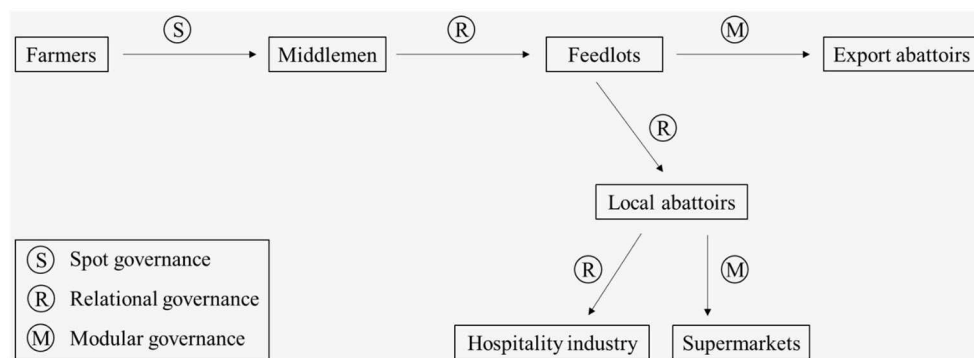 S R M
Farmers Middlemen Feedlots Export abattoirs
R
Local abattoirs
S Spot governance
R M
R Relational governance
M Modular governance
Hospitality industry Supermarkets